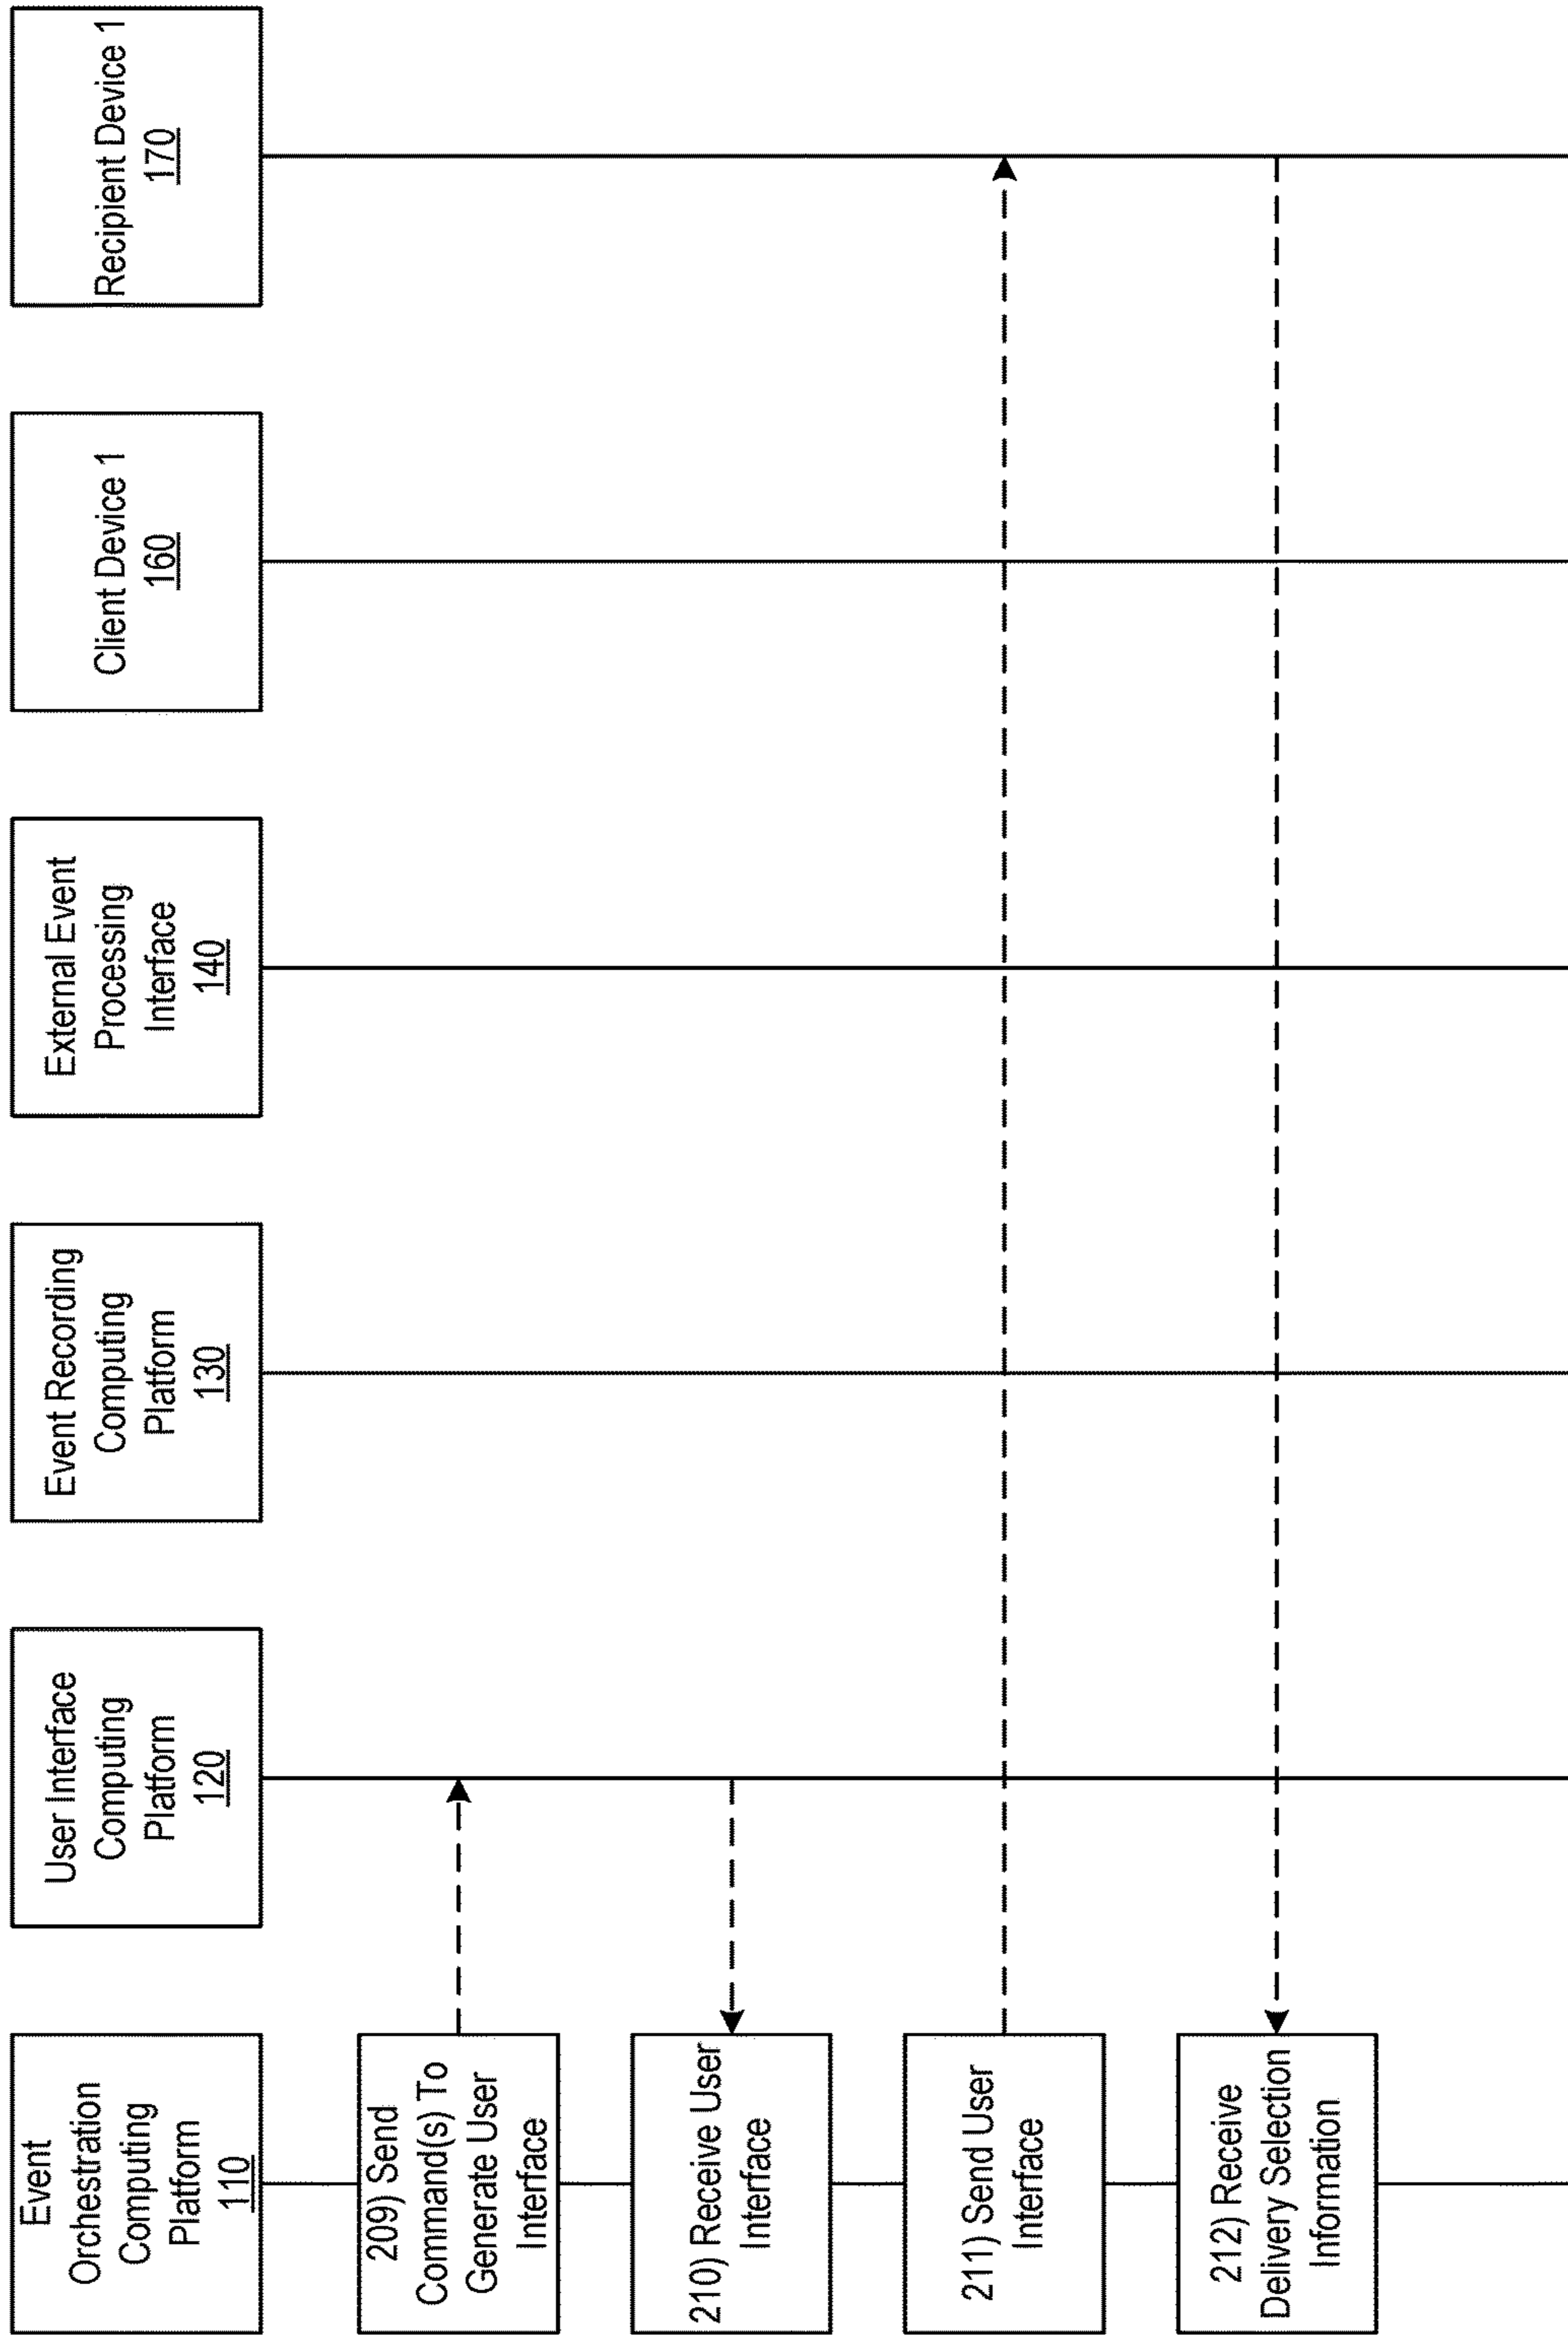 Event
Orchestration
Computing
Platform
110
User Interface
Computing
Platform
120
Event Recording
Computing
Platform
130
External Event
Processing
Interface
140
Client Device 1
160
Recipient Device 1
170
209) Send
Command(s) To
Generate User
Interface
210) Receive User
Interface
211) Send User
Interface
212) Receive
Delivery Selection
Information